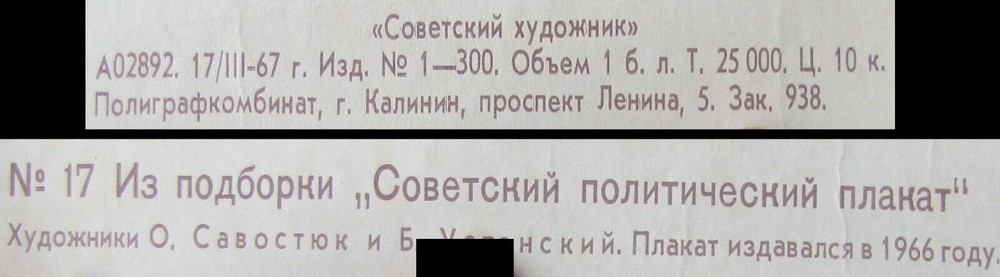 «Советский художник»
А02892. 17/III-67 г. Изд. № 1—300. Объем 1 б. л. Т. 25 000. Ц. 10 к.
Полиграфкомбинат, г. Калинин, проспект Ленина, 5. Зак. 938.
№ 17 Из подборки „Советский политический плакат“
Художники О. Савостюк и Б. Плакат издавался в 1966 году.